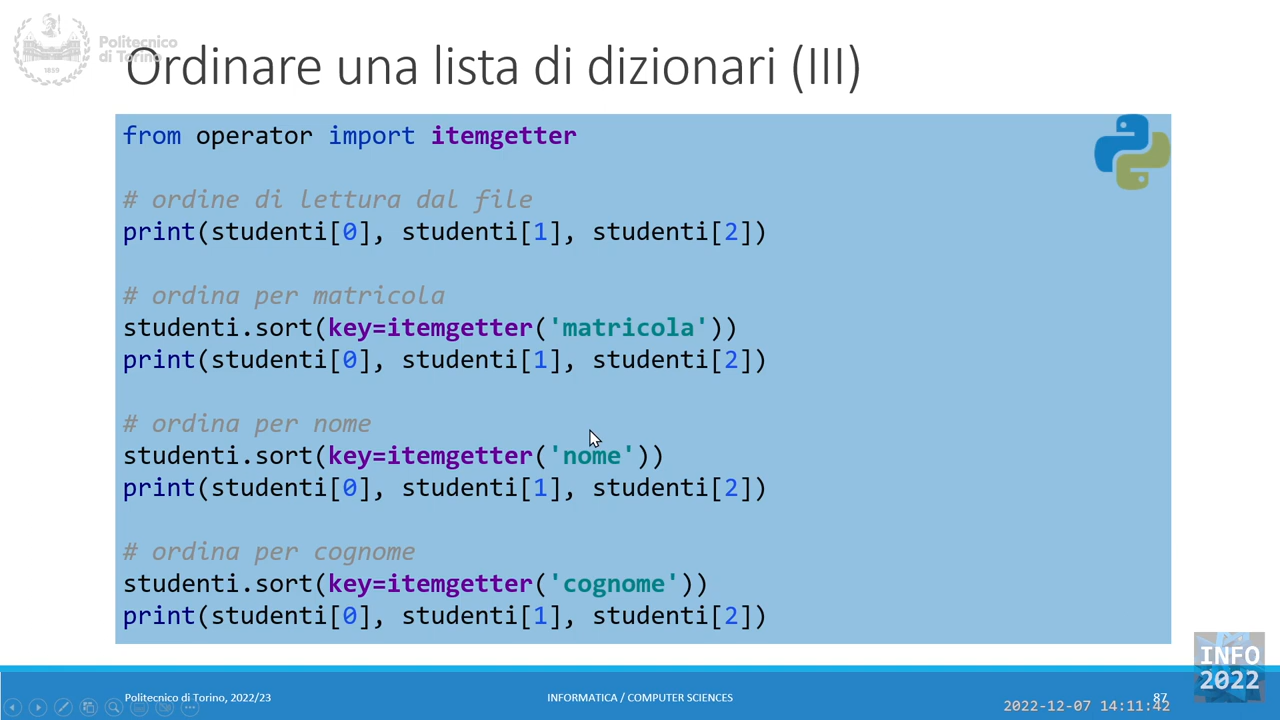 Politecnico
di Torino
1859
Ordinare una lista di dizionari (III)
from operator import itemgetter
# ordine di lettura dal file
print(studenti[0], studenti[1], studenti[2])
# ordina per matricola
studenti.sort(key=itemgetter('matricola'))
print(studenti[0], studenti[1], studenti[2])
# ordina per nome
studenti.sort(key=itemgetter('nome'))
print(studenti[0], studenti[1], studenti[2])
# ordina per cognome
studenti.sort(key=itemgetter('cognome'))
print(studenti[0], studenti[1], studenti[2])
INFO
2022
Politecnico di Torino, 2022/23
INFORMATICA / COMPUTER SCIENCES
87
2022-12-07 14:11:42